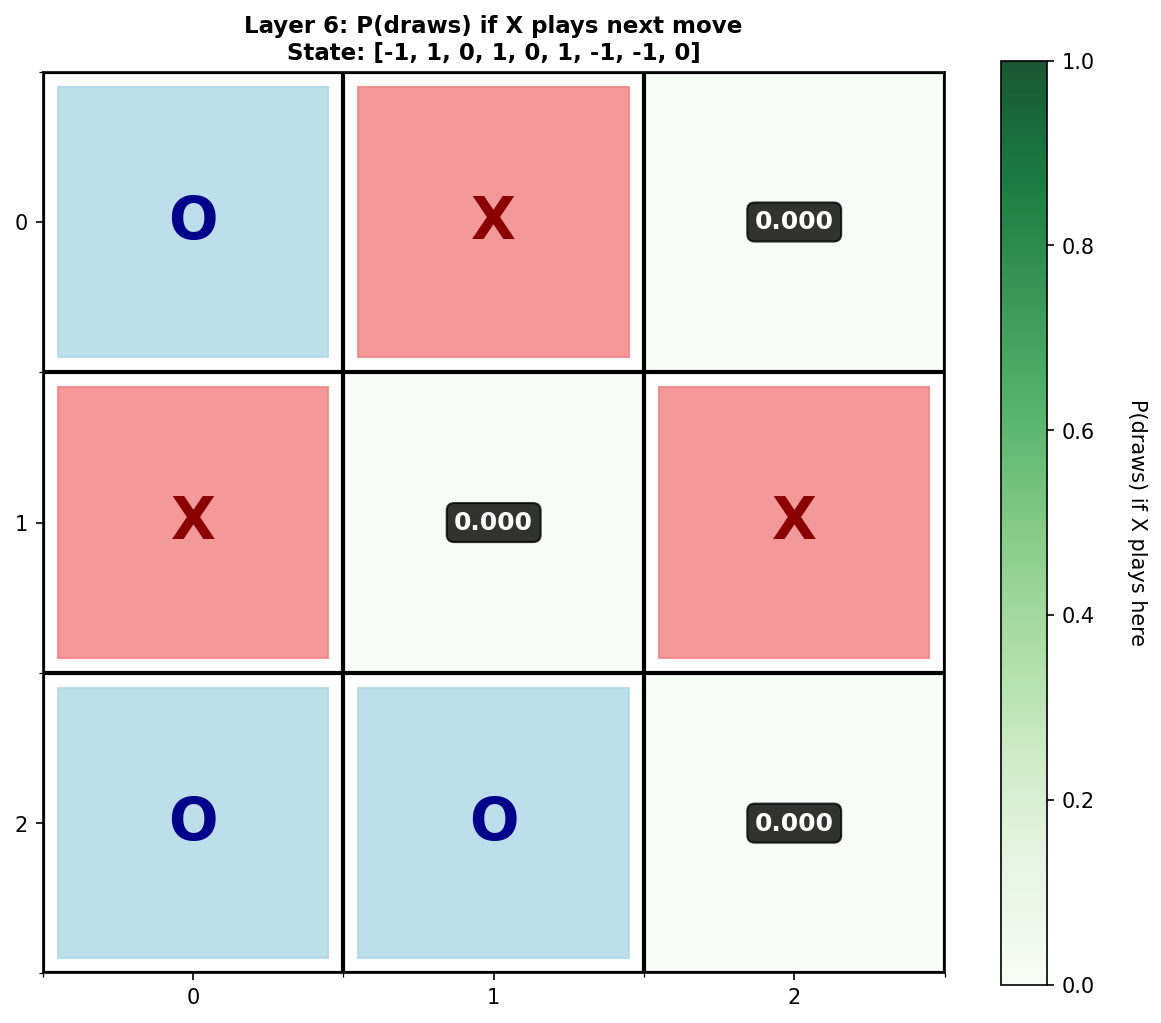 Layer 6: P(draws) if X plays next move
State: [-1, 1, 0, 1, 0, 1, -1, -1, 0]
0
O
X
0.000
1
X
0.000
X
2
O
O
0.000
0
1
2
1.0
0.8
0.6
0.4
0.2
0.0
P(draws) if X plays here